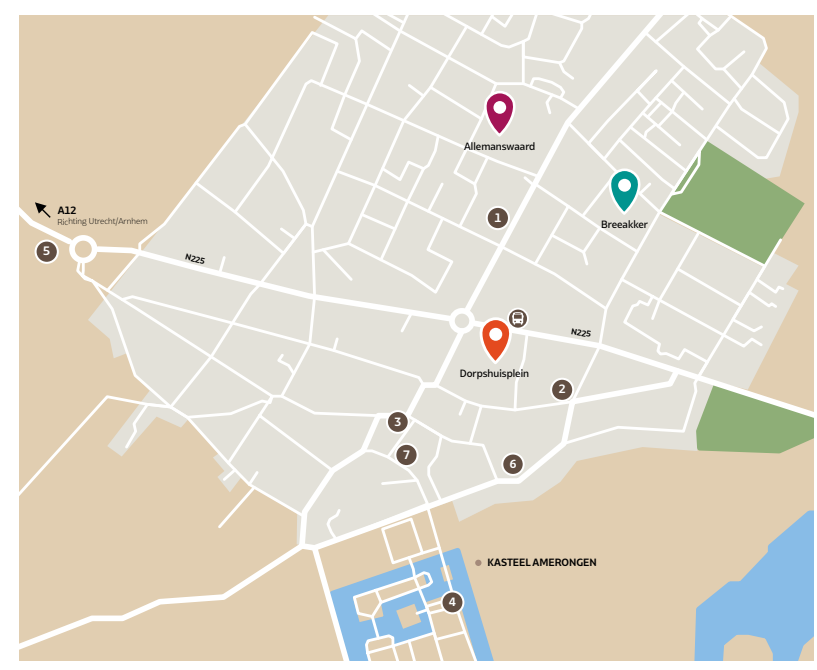 Allemanswaard
A12
Richting Utrecht/Arnhem
1
Breeakker
5
N225
N225
Dorpshuisplein
2
3
7
6
KASTEEL AMERONGEN
4